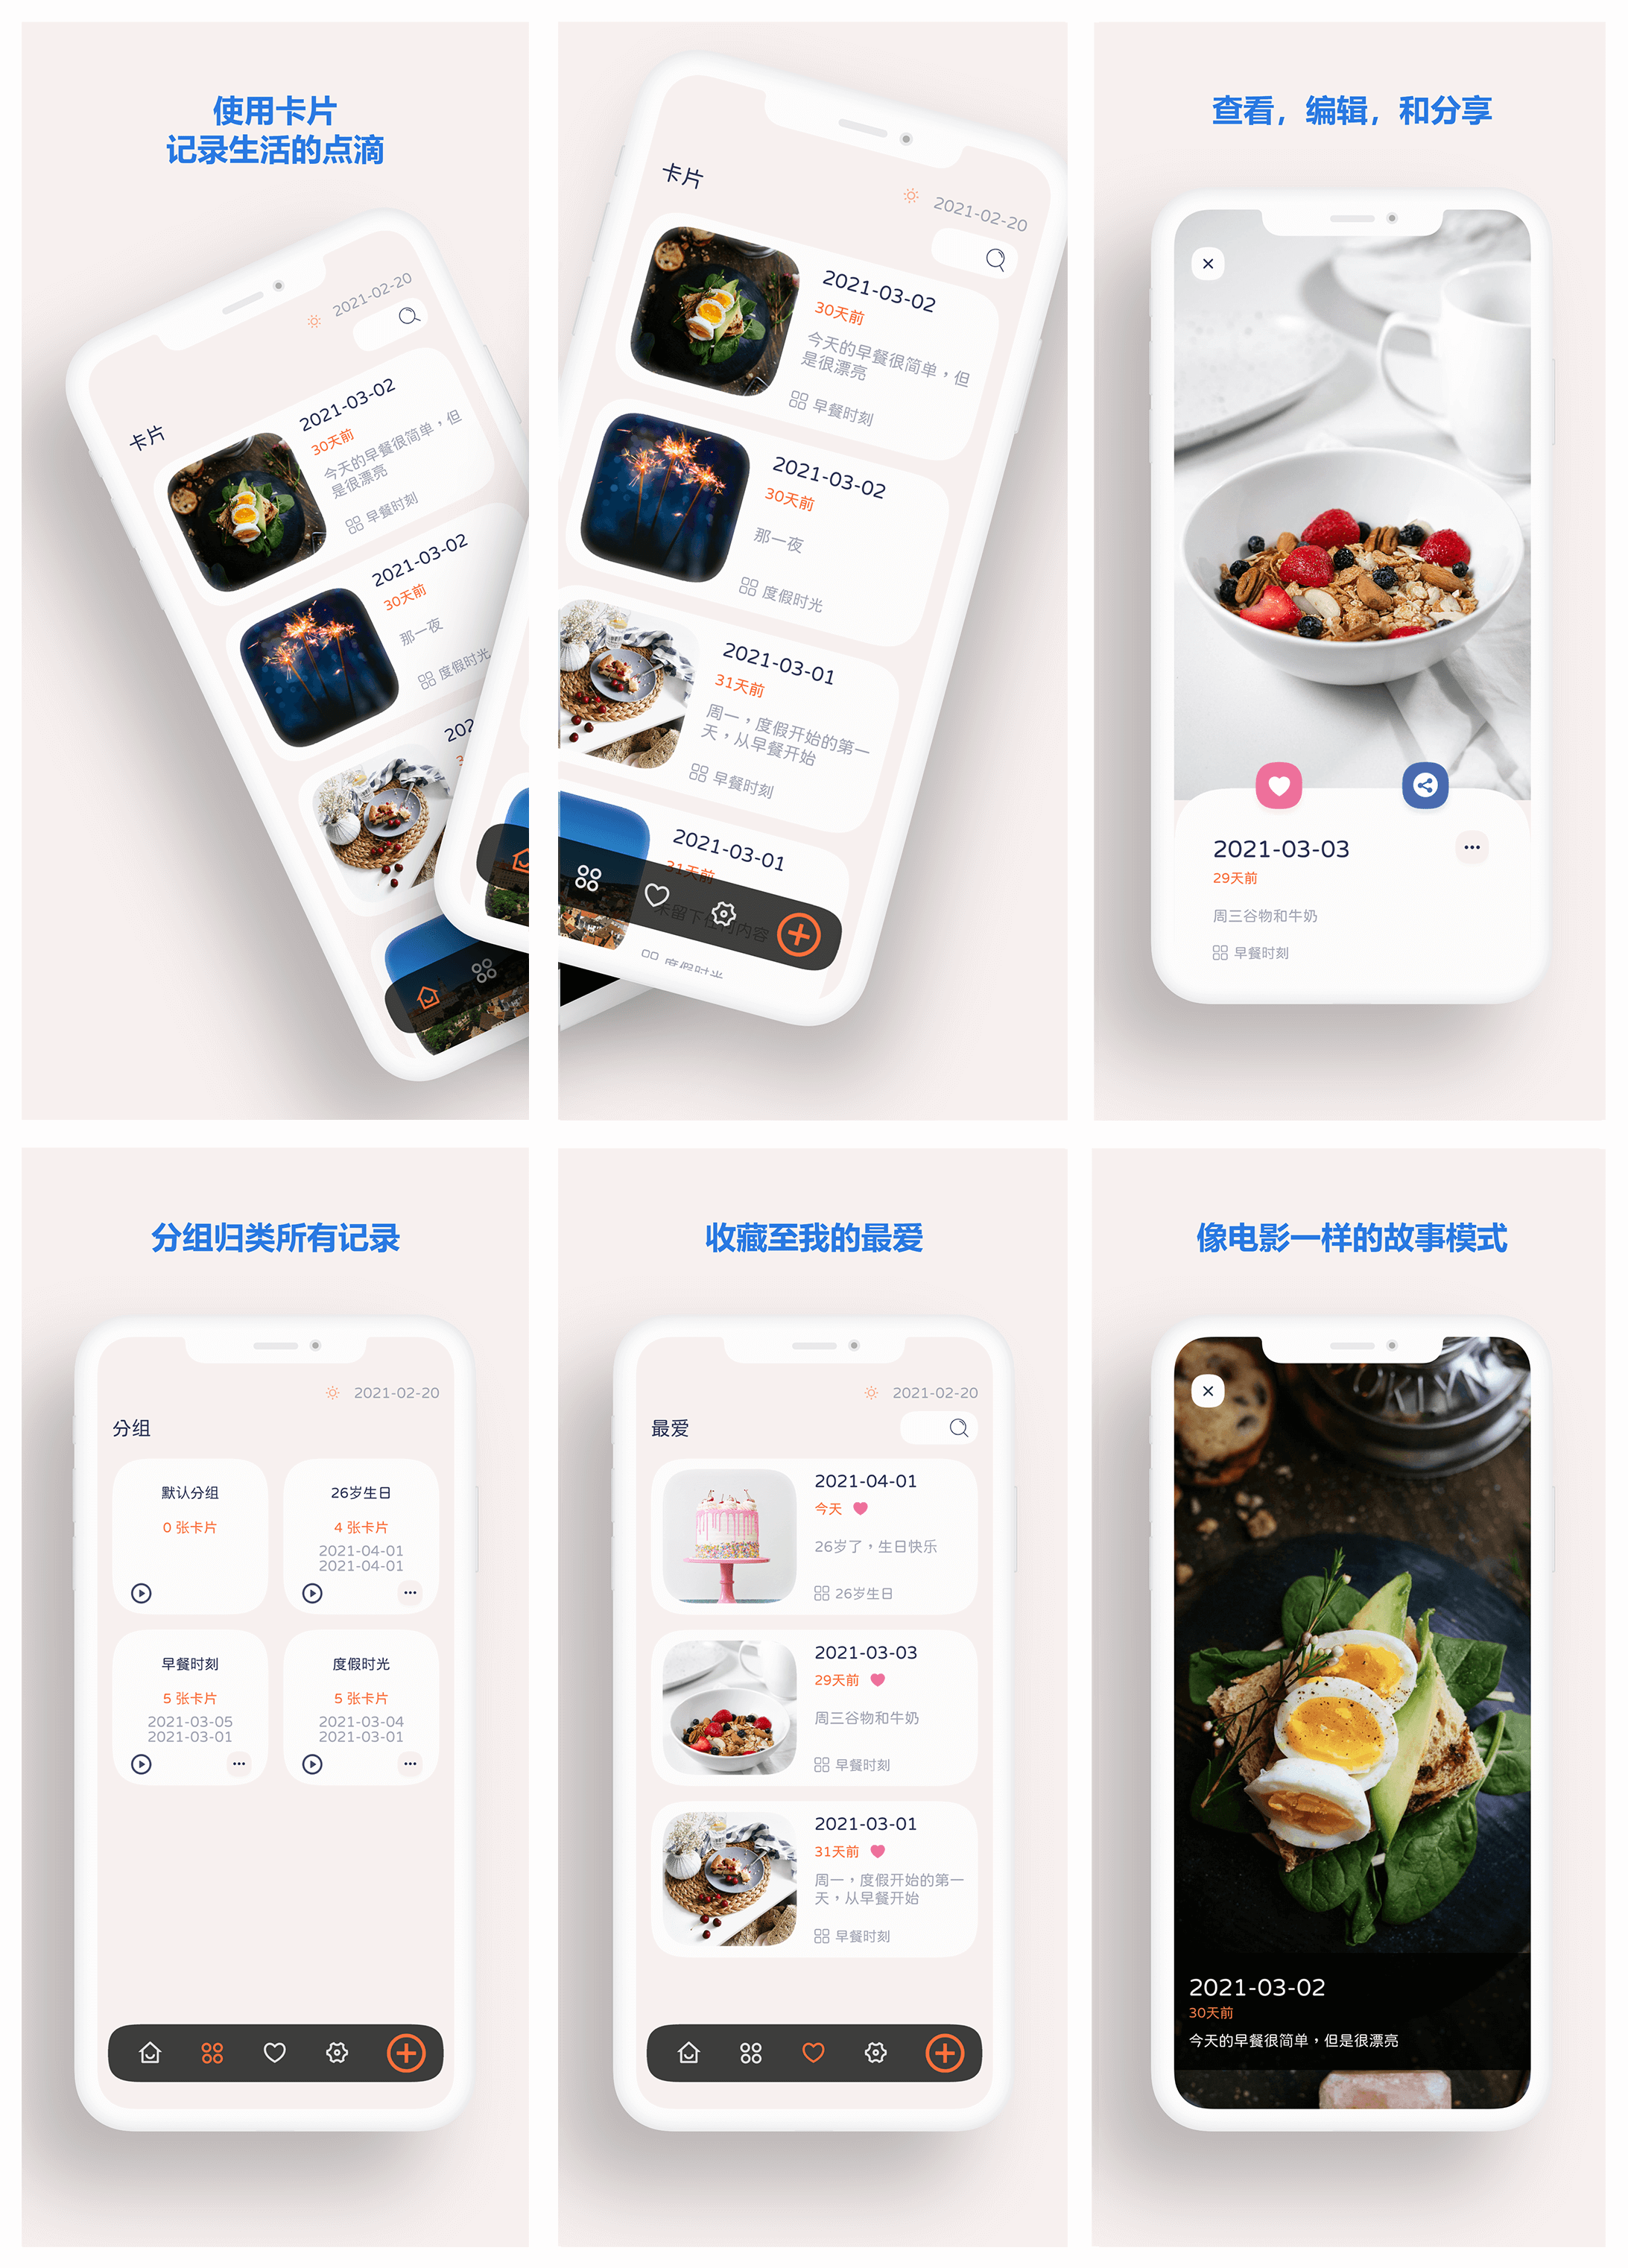 使用卡片
记录生活的点滴
2021-02-20
卡片
2021-03-02
30天前
今天的早餐很简单，但
是很漂亮
早餐时刻
2021-03-02
30天前
那一夜
度假时光
卡片
2021-02-20
2021-03-02
30天前
今天的早餐很简单，但
是很漂亮
早餐时刻
2021-03-02
30天前
那一夜
度假时光
2021-03-01
31天前
周一，度假开始的第一
天，从早餐开始
早餐时刻
2021-03-01
31天前
未留下任何内容
度假时光
查看，编辑，和分享
2021-03-03
29天前
周三谷物和牛奶
早餐时刻
分组归类所有记录
2021-02-20
分组
默认分组
0 张卡片
26岁生日
4 张卡片
2021-04-01
2021-04-01
早餐时刻
5 张卡片
2021-03-05
2021-03-01
度假时光
5 张卡片
2021-03-04
2021-03-01
收藏至我的最爱
2021-02-20
最爱
2021-04-01
今天
26岁了，生日快乐
26岁生日
2021-03-03
29天前
周三谷物和牛奶
早餐时刻
2021-03-01
31天前
周一，度假开始的第一
天，从早餐开始
早餐时刻
像电影一样的故事模式
2021-03-02
30天前
今天的早餐很简单，但是很漂亮